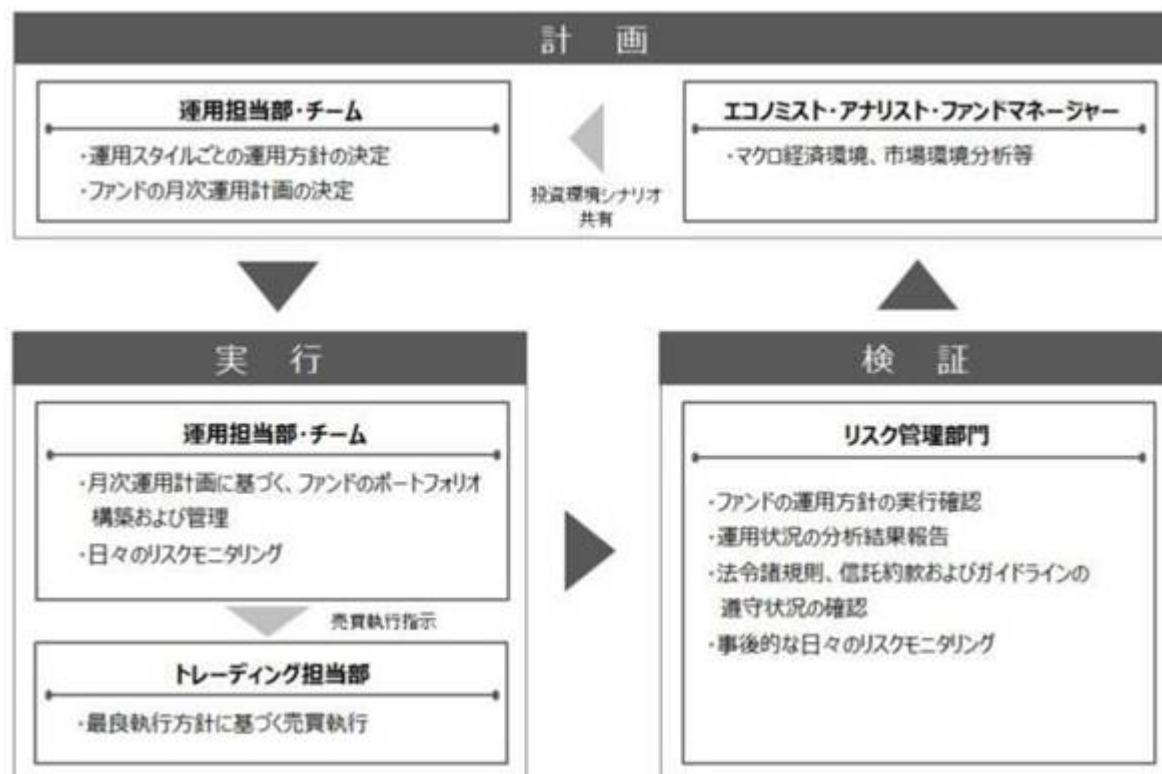 計 画
運用担当部・チーム
・運用スタイルごとの運用方針の決定
・ファンドの月次運用計画の決定
投資環境シナリオ
共有
エコノミスト・アナリスト・ファンドマネージャー
・マクロ経済環境、市場環境分析等
実 行
運用担当部・チーム
・月次運用計画に基づく、ファンドのポートフォリオ
構築および管理
・日々のリスクモニタリング
売買執行指示
トレーディング担当部
・最良執行方針に基づく売買執行
検 証
リスク管理部門
・ファンドの運用方針の実行確認
・運用状況の分析結果報告
・法令諸規則、信託約款およびガイドラインの
遵守状況の確認
・事後的な日々のリスクモニタリング